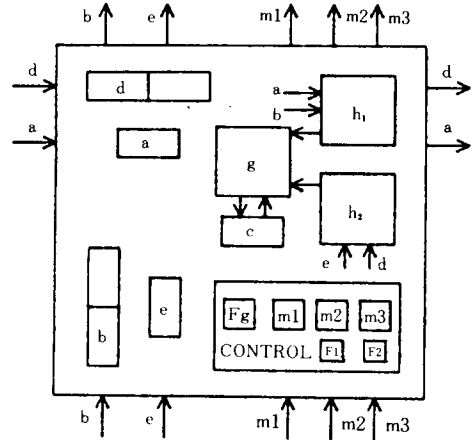 b e m1 m2 m3
d d
d
a h₁
b
a a
a
g
h₂
c
e d
e
b
Fg m1 m2 m3
CONTROL F1 F2
b e m1 m2 m3